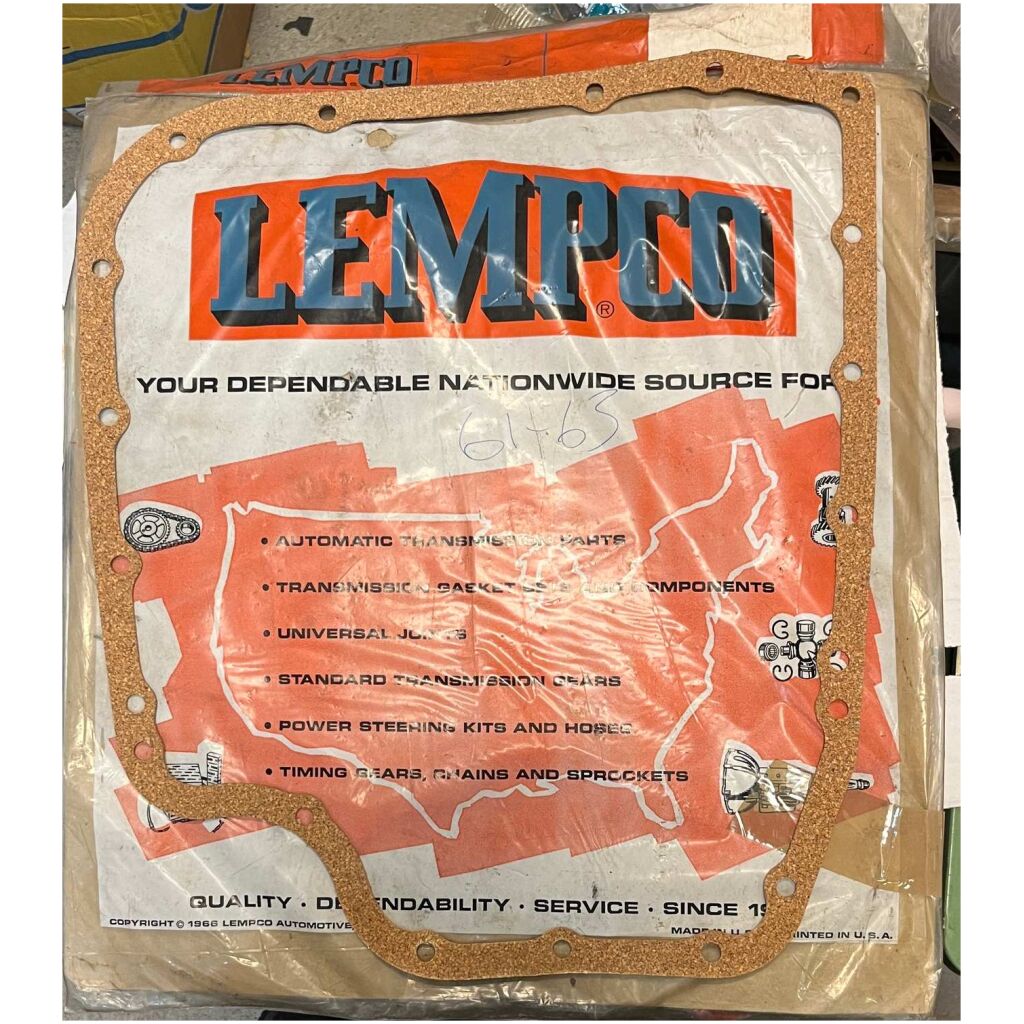 LEMPCO
LEMPCO ®
YOUR DEPENDABLE NATIONWIDE SOURCE FOR
61-63
• AUTOMATIC TRANSMISSION PARTS
• TRANSMISSION GASKET SETS AND COMPONENTS
• UNIVERSAL JOINTS
• STANDARD TRANSMISSION GEARS
• POWER STEERING KITS AND HOSES
• TIMING GEARS, CHAINS AND SPROCKETS
QUALITY • DEPENDABILITY • SERVICE • SINCE
COPYRIGHT © 1966 LEMPCO AUTOMOTIVE
MADE IN U.S.A. PRINTED IN U.S.A.